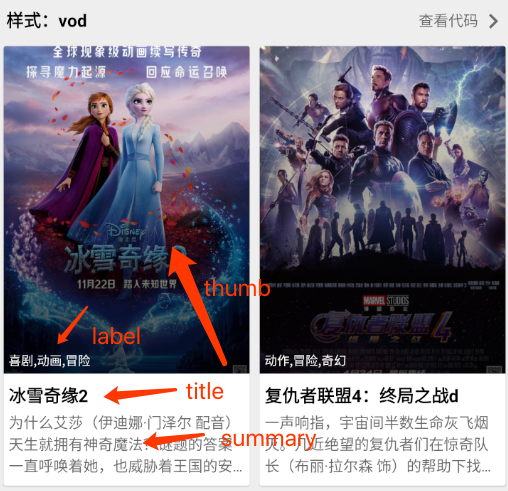 样式：vod
查看代码
全球现象级动画续写传奇
探寻魔力起源 回应命运召唤
DISNEY
冰雪奇缘2
11月22日 踏入未知世界
thumb
label
喜剧,动画,冒险
冰雪奇缘2
title
为什么艾莎（伊迪娜·门泽尔 配音）
天生就拥有神奇魔法？谜题的答案
summary
一直呼唤着她，也威胁着王国的安...
MARVEL STUDIOS
复仇者联盟4
终局之战
动作,冒险,奇幻
复仇者联盟4：终局之战d
一声响指，宇宙间半数生命灰飞烟
灭。几近绝望的复仇者们在惊奇队
长（布丽·拉尔森 饰）的帮助下找...